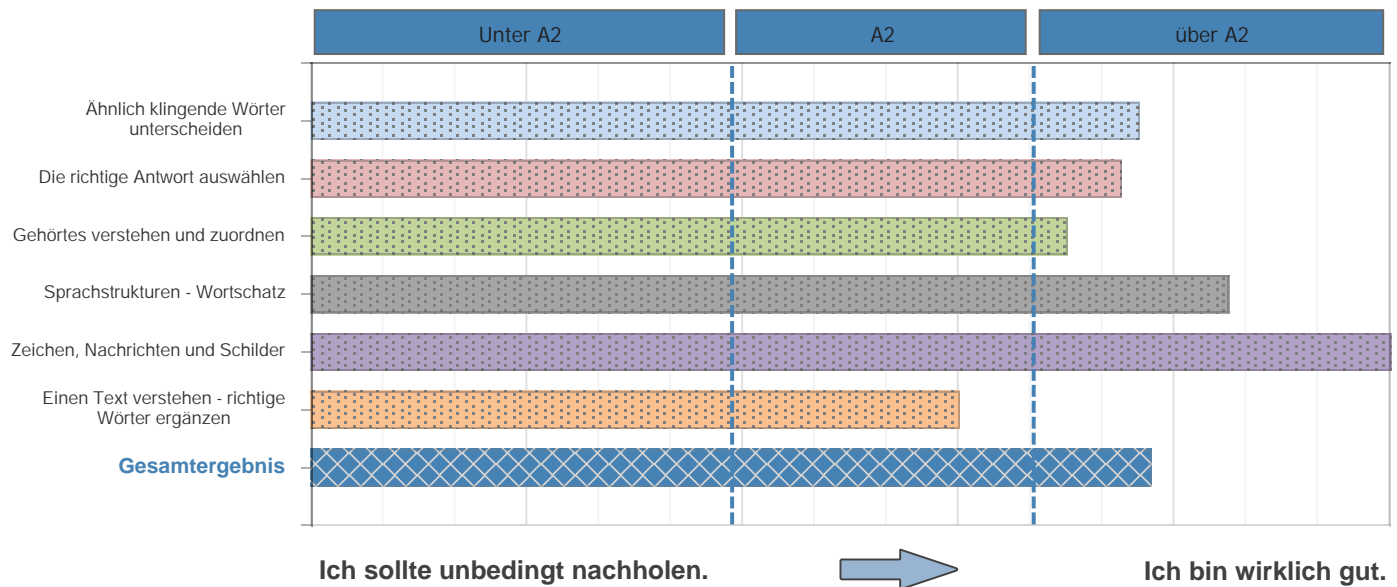 Unter A2
A2
über A2
Ähnlich klingende Wörter
unterscheiden
Die richtige Antwort auswählen
Gehörtes verstehen und zuordnen
Sprachstrukturen - Wortschatz
Zeichen, Nachrichten und Schilder
Einen Text verstehen - richtige
Wörter ergänzen
Gesamtergebnis
Ich sollte unbedingt nachholen.
Ich bin wirklich gut.